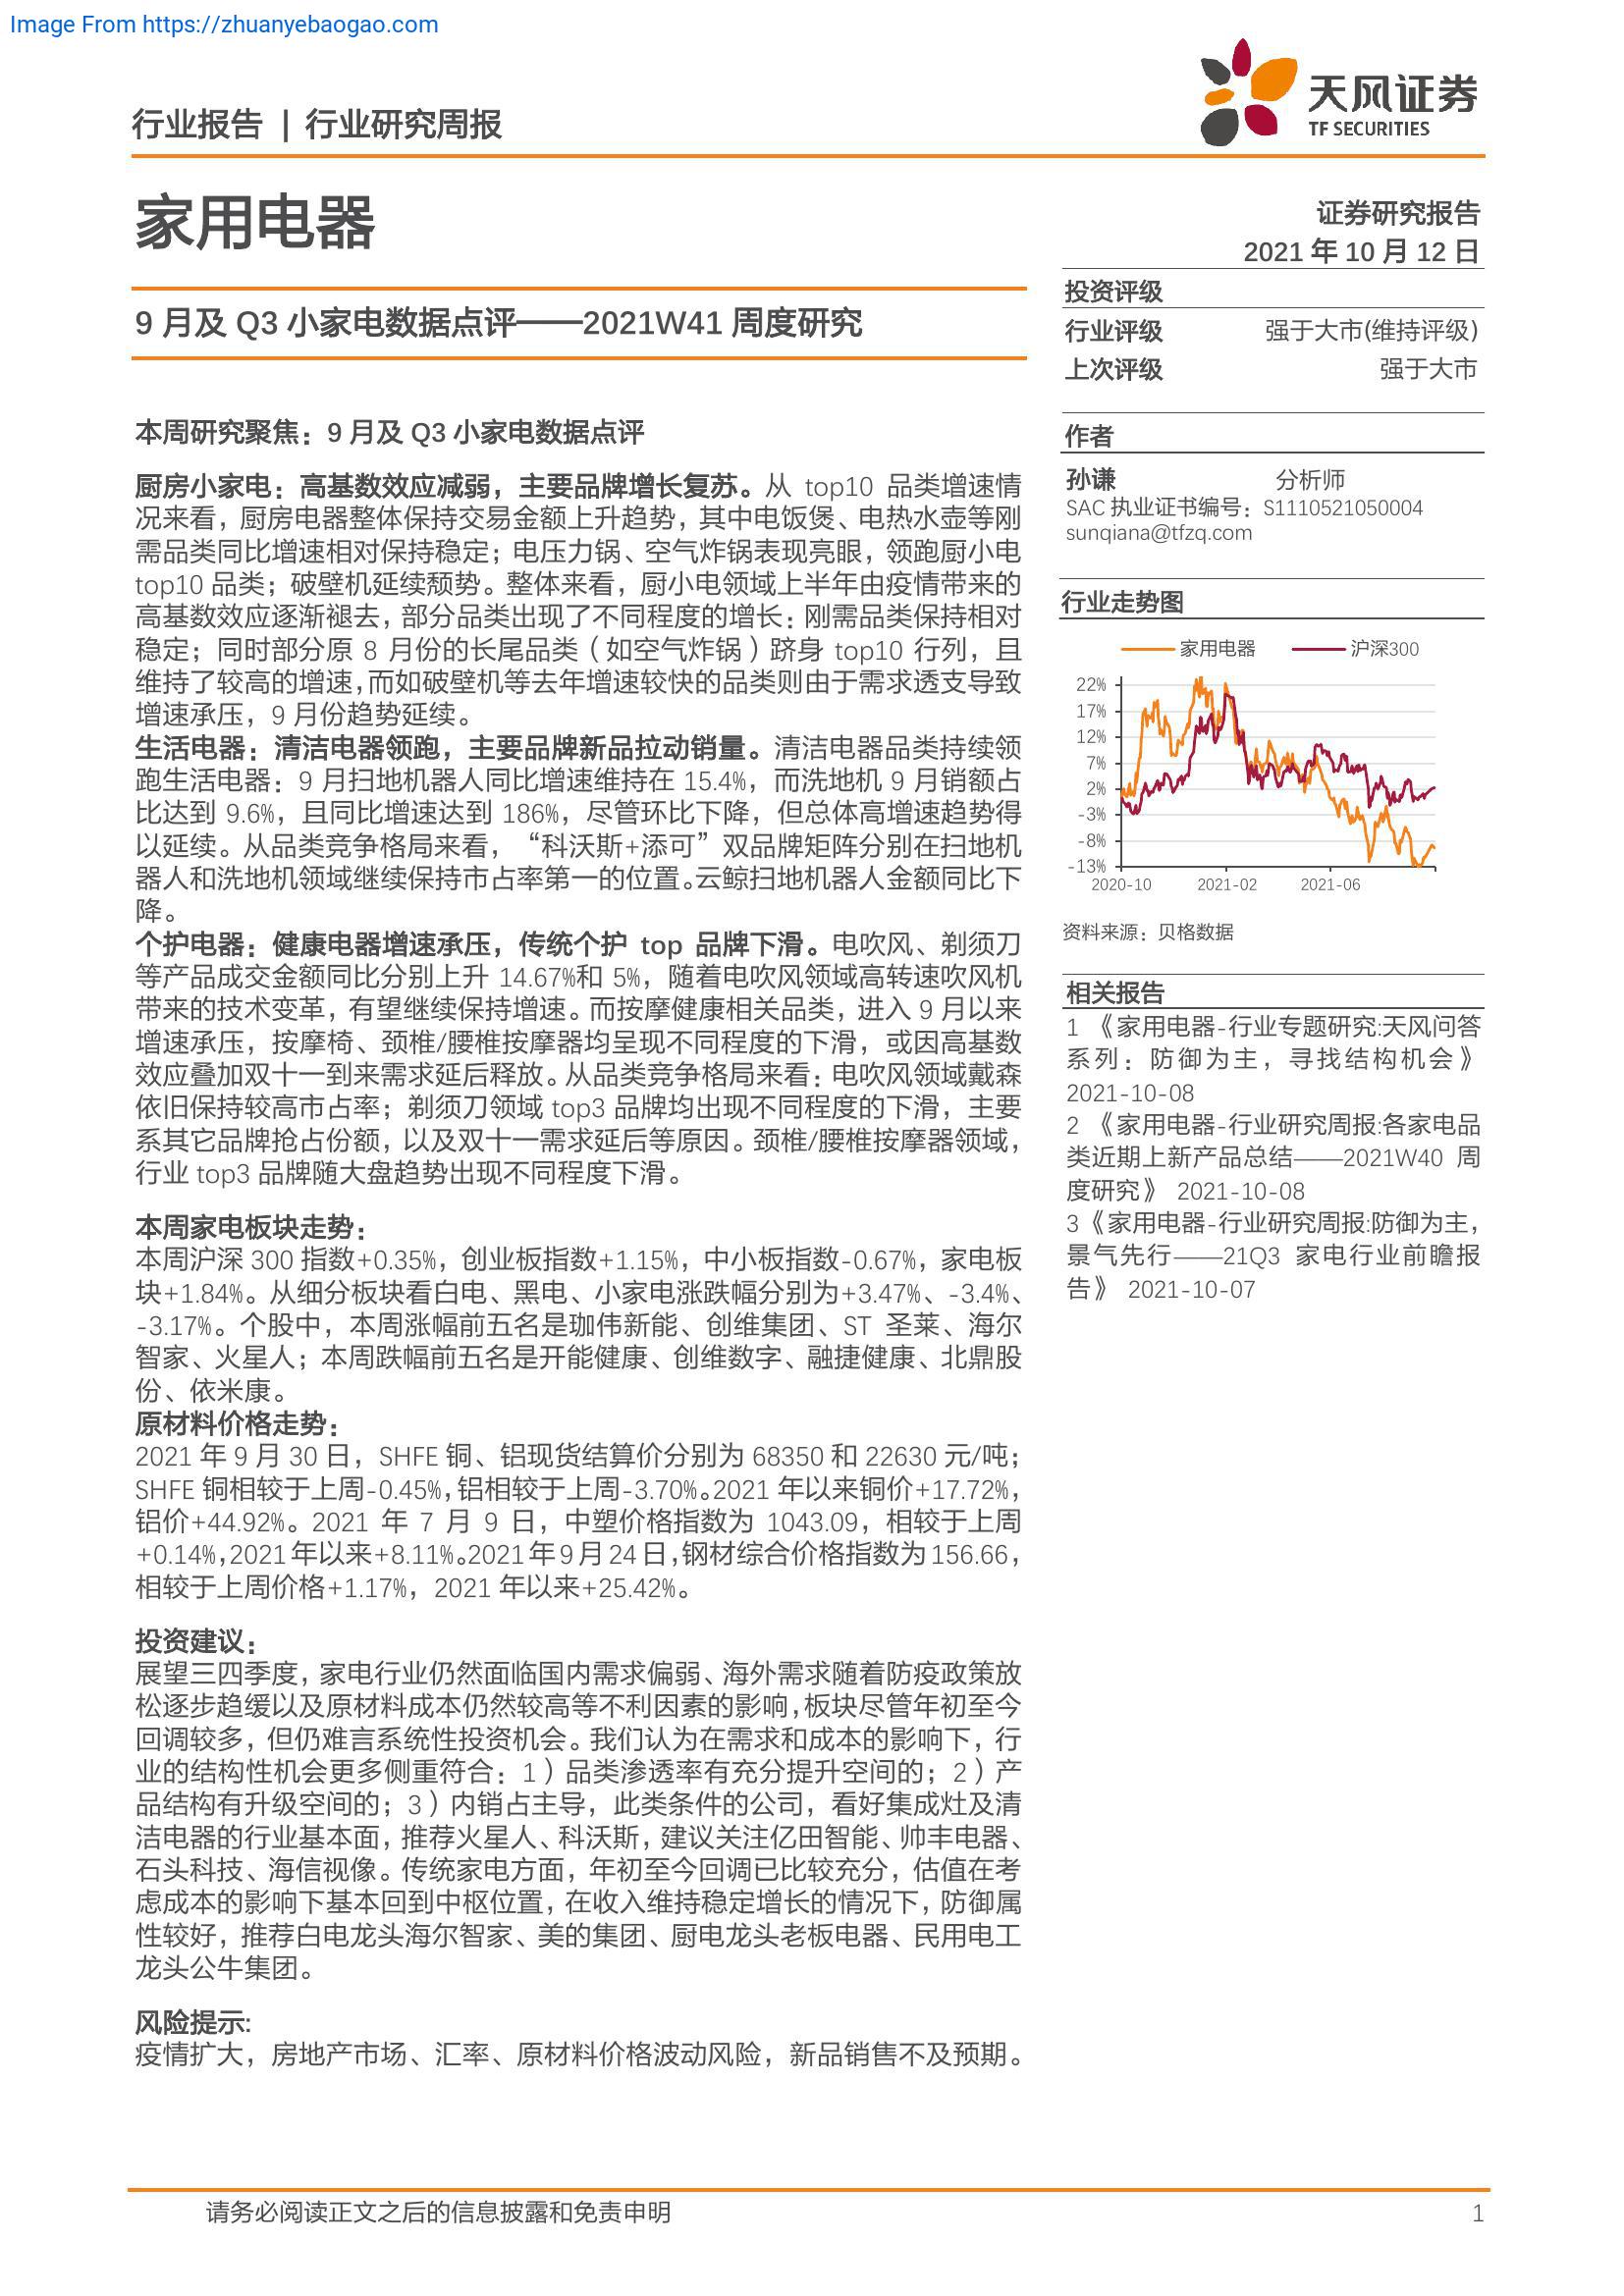 Image From https://zhuanyebaogao.com
行业报告 | 行业研究周报
天风证券
TF SECURITIES
家用电器
证券研究报告
2021 年 10 月 12 日
9 月及 Q3 小家电数据点评——2021W41 周度研究
投资评级
行业评级 强于大市(维持评级)
上次评级 强于大市
本周研究聚焦：9 月及 Q3 小家电数据点评
厨房小家电：高基数效应减弱，主要品牌增长复苏。从 top10 品类增速情
况来看，厨房电器整体保持交易金额上升趋势，其中电饭煲、电热水壶等刚
需品类同比增速相对保持稳定；电压力锅、空气炸锅表现亮眼，领跑厨小电
top10 品类；破壁机延续颓势。整体来看，厨小电领域上半年由疫情带来的
高基数效应逐渐褪去，部分品类出现了不同程度的增长：刚需品类保持相对
稳定；同时部分原 8 月份的长尾品类（如空气炸锅）跻身 top10 行列，且
维持了较高的增速，而如破壁机等去年增速较快的品类则由于需求透支导致
增速承压，9 月份趋势延续。
生活电器：清洁电器领跑，主要品牌新品拉动销量。清洁电器品类持续领
跑生活电器：9 月扫地机器人同比增速维持在 15.4%，而洗地机 9 月销额占
比达到 9.6%，且同比增速达到 186%，尽管环比下降，但总体高增速趋势得
以延续。从品类竞争格局来看，“科沃斯+添可”双品牌矩阵分别在扫地机
器人和洗地机领域继续保持市占率第一的位置。云鲸扫地机器人金额同比下
降。
个护电器：健康电器增速承压，传统个护 top 品牌下滑。电吹风、剃须刀
等产品成交金额同比分别上升 14.67%和 5%，随着电吹风领域高转速吹风机
带来的技术变革，有望继续保持增速。而按摩健康相关品类，进入 9 月以来
增速承压，按摩椅、颈椎/腰椎按摩器均呈现不同程度的下滑，或因高基数
效应叠加双十一到来需求延后释放。从品类竞争格局来看：电吹风领域戴森
依旧保持较高市占率；剃须刀领域 top3 品牌均出现不同程度的下滑，主要
系其它品牌抢占份额，以及双十一需求延后等原因。颈椎/腰椎按摩器领域，
行业 top3 品牌随大盘趋势出现不同程度下滑。
本周家电板块走势：
本周沪深 300 指数+0.35%，创业板指数+1.15%，中小板指数-0.67%，家电板
块+1.84%。从细分板块看白电、黑电、小家电涨跌幅分别为+3.47%、-3.4%、
-3.17%。个股中，本周涨幅前五名是珈伟新能、创维集团、ST 圣莱、海尔
智家、火星人；本周跌幅前五名是开能健康、创维数字、融捷健康、北鼎股
份、依米康。
原材料价格走势：
2021 年 9 月 30 日，SHFE 铜、铝现货结算价分别为 68350 和 22630 元/吨；
SHFE 铜相较于上周-0.45%，铝相较于上周-3.70%。2021 年以来铜价+17.72%，
铝价+44.92%。2021 年 7 月 9 日，中塑价格指数为 1043.09，相较于上周
+0.14%，2021 年以来+8.11%。2021 年 9 月 24 日，钢材综合价格指数为 156.66，
相较于上周价格+1.17%，2021 年以来+25.42%。
投资建议：
展望三四季度，家电行业仍然面临国内需求偏弱、海外需求随着防疫政策放
松逐步趋缓以及原材料成本仍然较高等不利因素的影响，板块尽管年初至今
回调较多，但仍难言系统性投资机会。我们认为在需求和成本的影响下，行
业的结构性机会更多侧重符合：1）品类渗透率有充分提升空间的；2）产
品结构有升级空间的；3）内销占主导，此类条件的公司，看好集成灶及清
洁电器的行业基本面，推荐火星人、科沃斯，建议关注亿田智能、帅丰电器、
石头科技、海信视像。传统家电方面，年初至今回调已比较充分，估值在考
虑成本的影响下基本回到中枢位置，在收入维持稳定增长的情况下，防御属
性较好，推荐白电龙头海尔智家、美的集团、厨电龙头老板电器、民用电工
龙头公牛集团。
风险提示:
疫情扩大，房地产市场、汇率、原材料价格波动风险，新品销售不及预期。
作者
孙谦 分析师
SAC 执业证书编号：S1110521050004
sunqiana@tfzq.com
行业走势图
家用电器 沪深300
22%
17%
12%
7%
2%
-3%
-8%
-13%
2020-10 2021-02 2021-06
资料来源：贝格数据
相关报告
1 《家用电器-行业专题研究:天风问答
系列：防御为主，寻找结构机会》
2021-10-08
2 《家用电器-行业研究周报:各家电品
类近期上新产品总结——2021W40 周
度研究》 2021-10-08
3 《家用电器-行业研究周报:防御为主，
景气先行——21Q3 家电行业前瞻报
告》 2021-10-07
请务必阅读正文之后的信息披露和免责申明 1